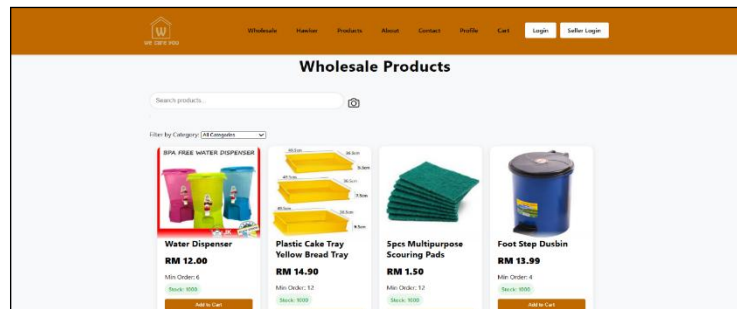 W
we care you
Wholesale Hawker Products About Contact Profile Cart Login Seller Login
Wholesale Products
Search products...
Filter by Category: All Categories
BPA FREE WATER DISPENSER
Water Dispenser
RM 12.00
Min Order: 6
Stock: 1000
Add to Cart
Plastic Cake Tray
Yellow Bread Tray
RM 14.90
Min Order: 12
Stock: 1000
5pcs Multipurpose
Scouring Pads
RM 1.50
Min Order: 12
Stock: 1000
Foot Step Dusbin
RM 13.99
Min Order: 4
Stock: 1000
Add to Cart